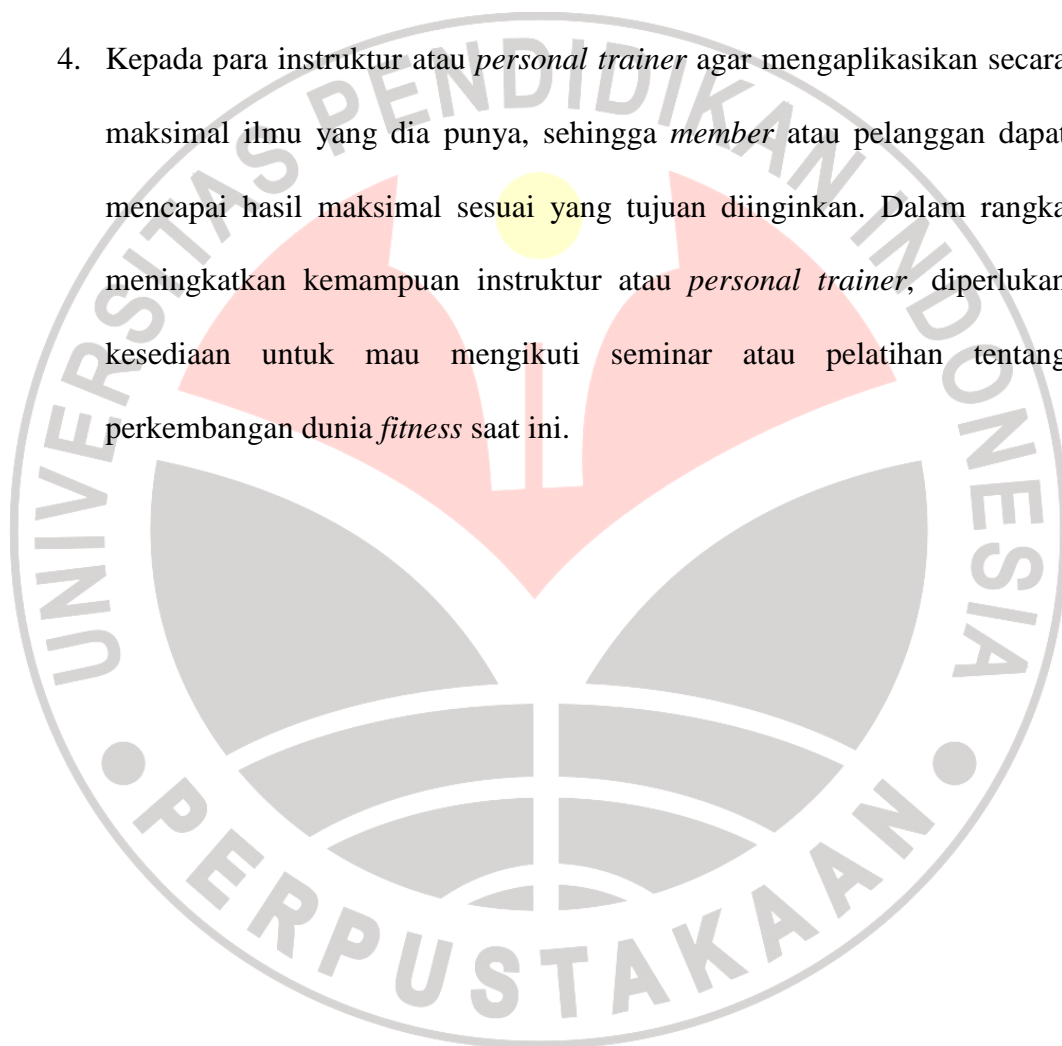 4. Kepada para instruktur atau personal trainer agar mengaplikasikan secara
maksimal ilmu yang dia punya, sehingga member atau pelanggan dapat
mencapai hasil maksimal sesuai yang tujuan diinginkan. Dalam rangka
meningkatkan kemampuan instruktur atau personal trainer, diperlukan
kesediaan untuk mau mengikuti seminar atau pelatihan tentang
perkembangan dunia fitness saat ini.
UNIVERSITAS PENDIDIKAN INDONESIA
PERPUSTAKAAN